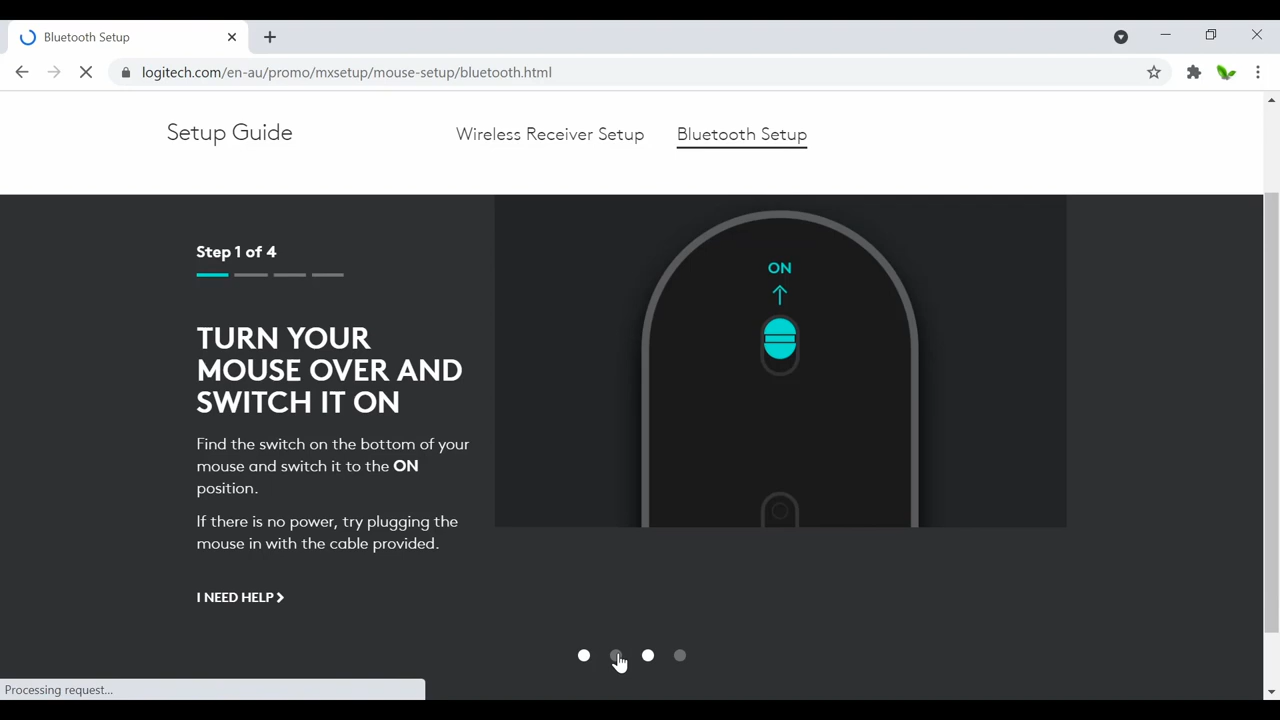 Bluetooth Setup
logitech.com/en-au/promo/mxsetup/mouse-setup/bluetooth.html
Setup Guide
Wireless Receiver Setup
Bluetooth Setup
Step 1 of 4
TURN YOUR
MOUSE OVER AND
SWITCH IT ON
Find the switch on the bottom of your
mouse and switch it to the ON
position.
If there is no power, try plugging the
mouse in with the cable provided.
I NEED HELP
ON
Processing request...